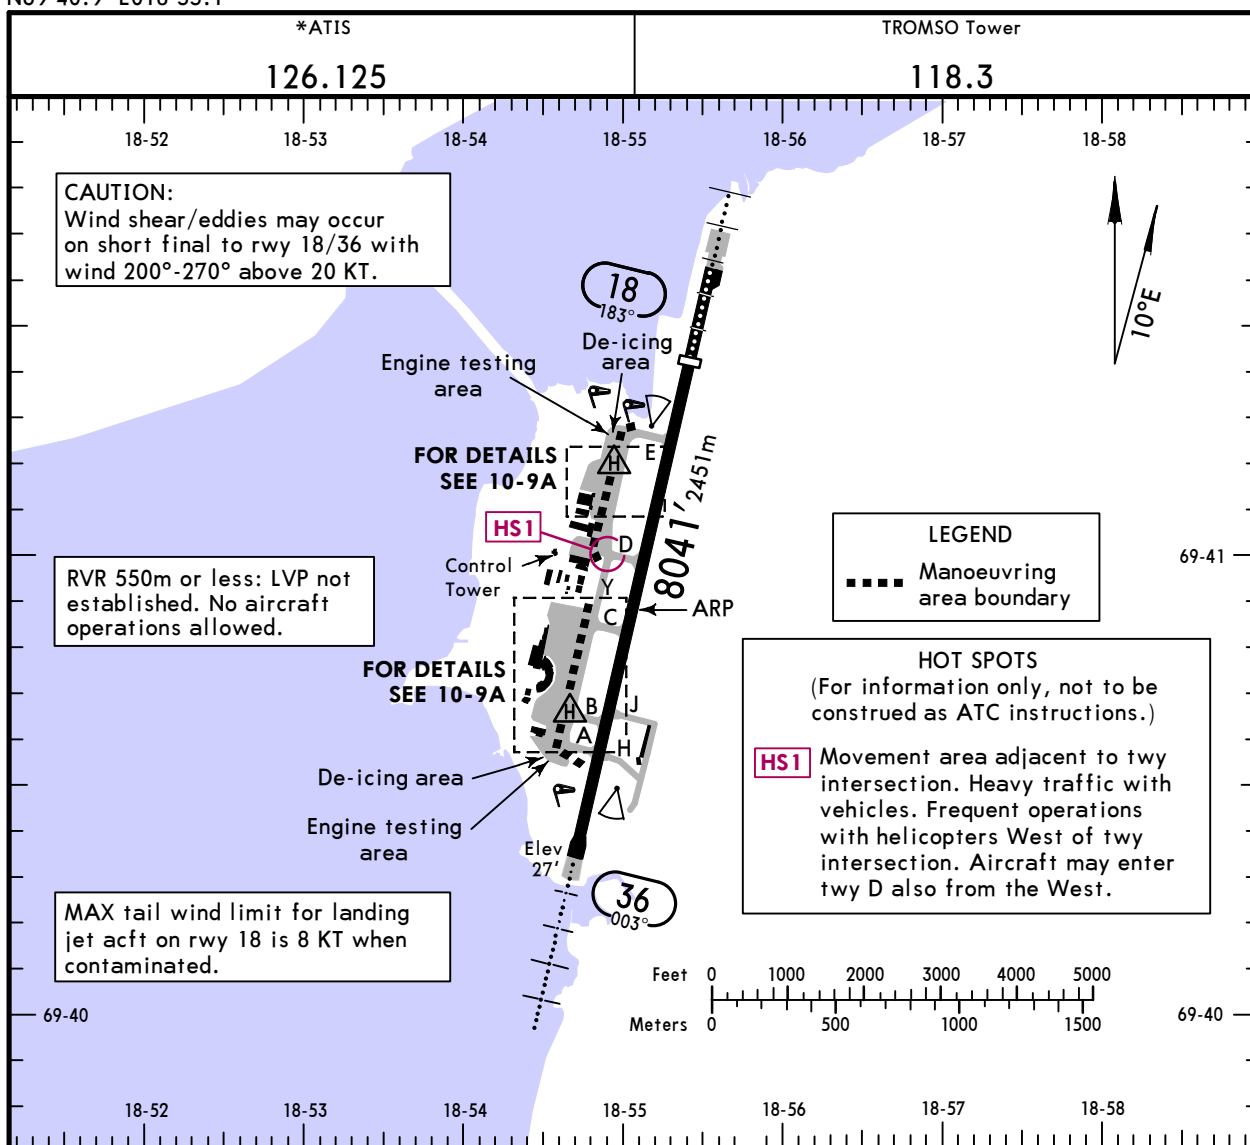 *ATIS
126.125
TROMSO Tower
118.3
18-52
18-53
18-54
18-55
18-56
18-57
18-58
CAUTION:
Wind shear/eddies may occur
on short final to rwy 18/36 with
wind 200°-270° above 20 KT.
18
183°
10°E
De-icing
area
Engine testing
area
FOR DETAILS
SEE 10-9A
H
E
8041' 2451m
HS1
D
Control
Tower
Y
C
ARP
69-41
LEGEND
Manoeuvring
area boundary
RVR 550m or less: LVP not
established. No aircraft
operations allowed.
FOR DETAILS
SEE 10-9A
H
B
J
A
H
HOT SPOTS
(For information only, not to be
construed as ATC instructions.)
HS1
Movement area adjacent to twy
intersection. Heavy traffic with
vehicles. Frequent operations
with helicopters West of twy
intersection. Aircraft may enter
twy D also from the West.
De-icing area
Engine testing
area
Elev
27'
36
003°
MAX tail wind limit for landing
jet acft on rwy 18 is 8 KT when
contaminated.
Feet 0 1000 2000 3000 4000 5000
Meters 0 500 1000 1500
69-40
69-40
18-52
18-53
18-54
18-55
18-56
18-57
18-58